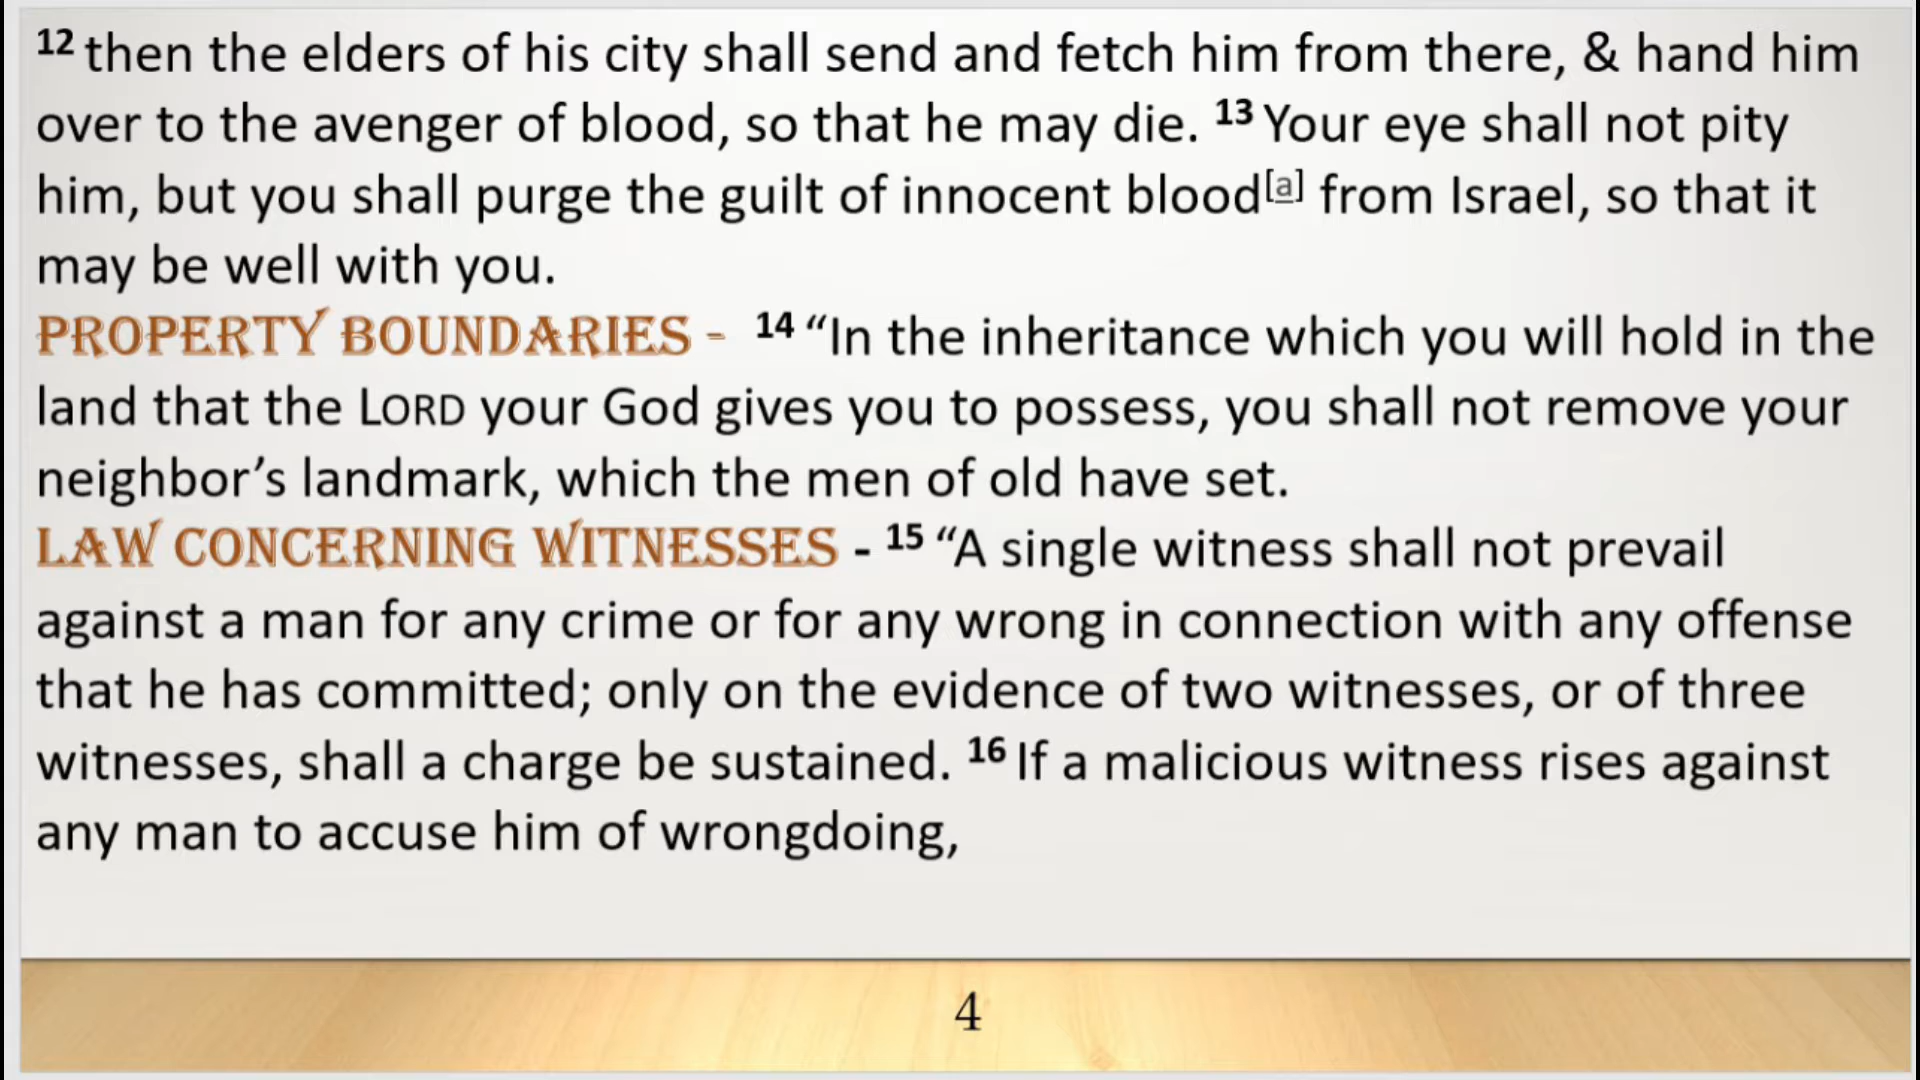 12 then the elders of his city shall send and fetch him from there, & hand him
over to the avenger of blood, so that he may die. 13 Your eye shall not pity
him, but you shall purge the guilt of innocent blood[a] from Israel, so that it
may be well with you.
PROPERTY BOUNDARIES - 14 “In the inheritance which you will hold in the
land that the LORD your God gives you to possess, you shall not remove your
neighbor’s landmark, which the men of old have set.
LAW CONCERNING WITNESSES - 15 “A single witness shall not prevail
against a man for any crime or for any wrong in connection with any offense
that he has committed; only on the evidence of two witnesses, or of three
witnesses, shall a charge be sustained. 16 If a malicious witness rises against
any man to accuse him of wrongdoing,
4